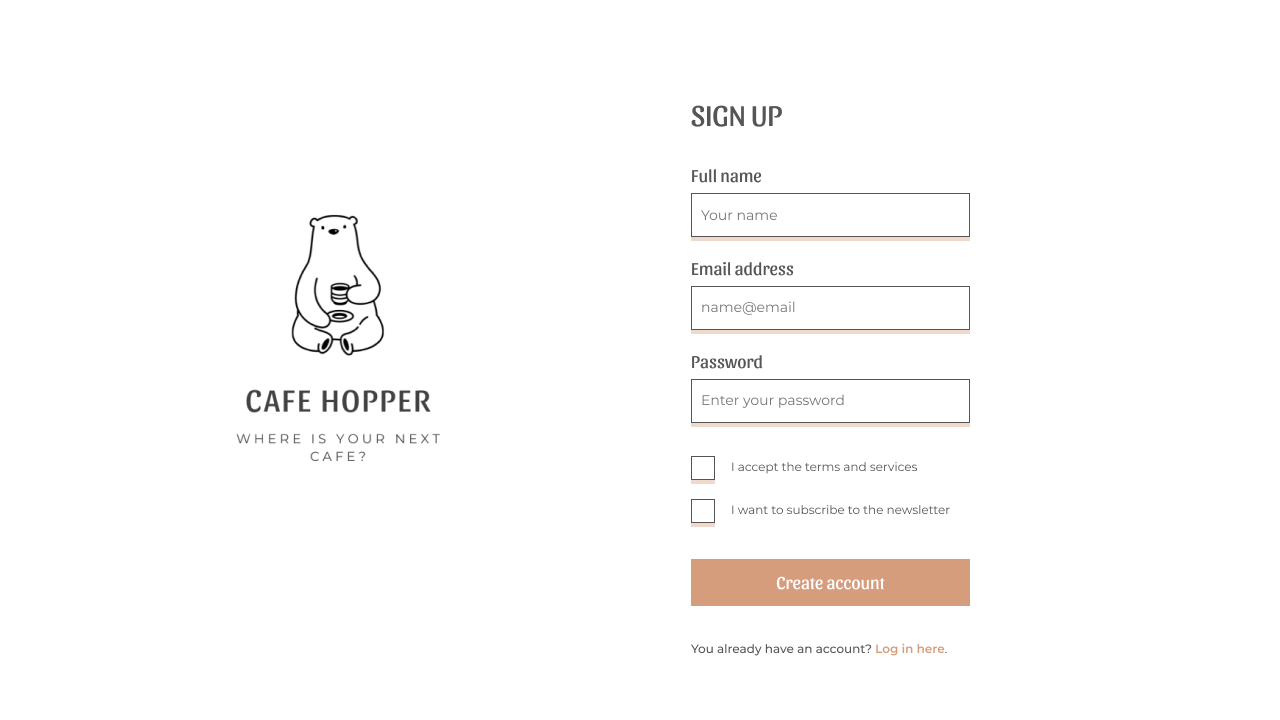 CAFE HOPPER
WHERE IS YOUR NEXT
CAFE?
SIGN UP
Full name
Your name
Email address
name@email
Password
Enter your password
I accept the terms and services
I want to subscribe to the newsletter
Create account
You already have an account? Log in here.